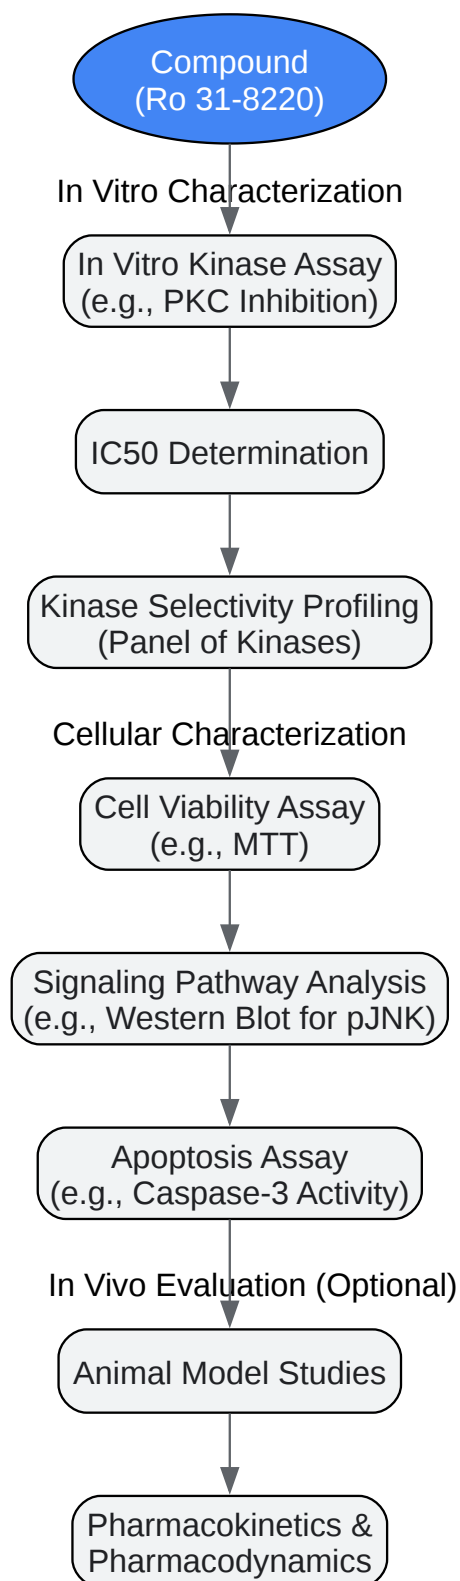 Compound
(Ro 31-8220)
In Vitro Characterization
In Vitro Kinase Assay
(e.g., PKC Inhibition)
IC50 Determination
Kinase Selectivity Profiling
(Panel of Kinases)
Cellular Characterization
Cell Viability Assay
(e.g., MTT)
Signaling Pathway Analysis
(e.g., Western Blot for pJNK)
Apoptosis Assay
(e.g., Caspase-3 Activity)
In Vivo Evaluation (Optional)
Animal Model Studies
Pharmacokinetics &
Pharmacodynamics